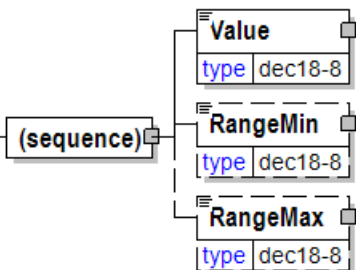 Value
type dec18-8
(sequence)
RangeMin
type dec18-8
RangeMax
type dec18-8